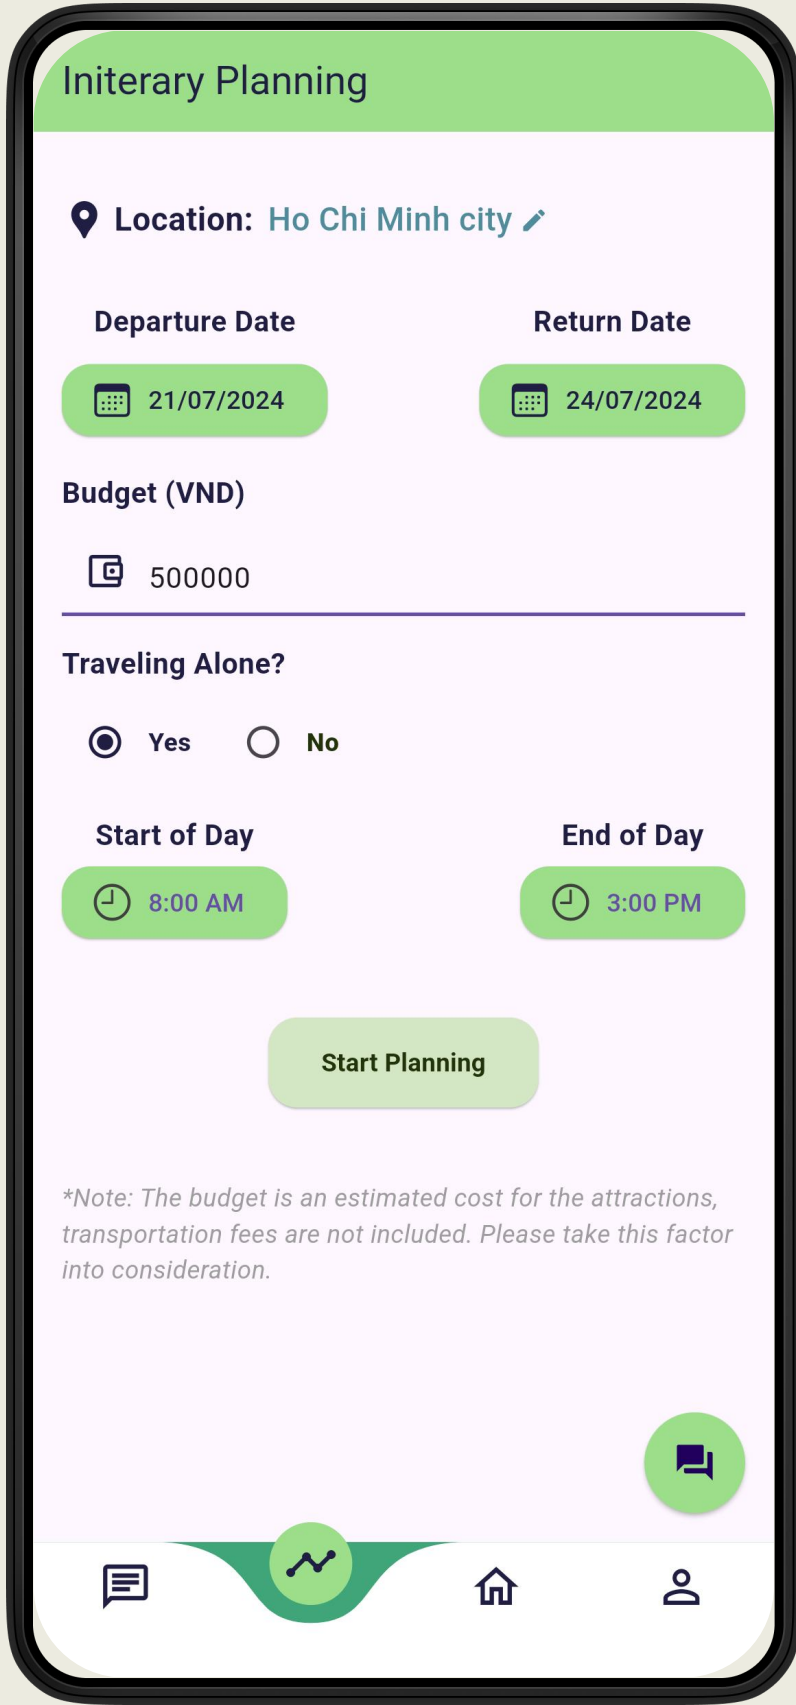 Initerary Planning
Location: Ho Chi Minh city
Departure Date Return Date
21/07/2024 24/07/2024
Budget (VND)
500000
Traveling Alone?
Yes No
Start of Day End of Day
8:00 AM 3:00 PM
Start Planning
*Note: The budget is an estimated cost for the attractions,
transportation fees are not included. Please take this factor
into consideration.